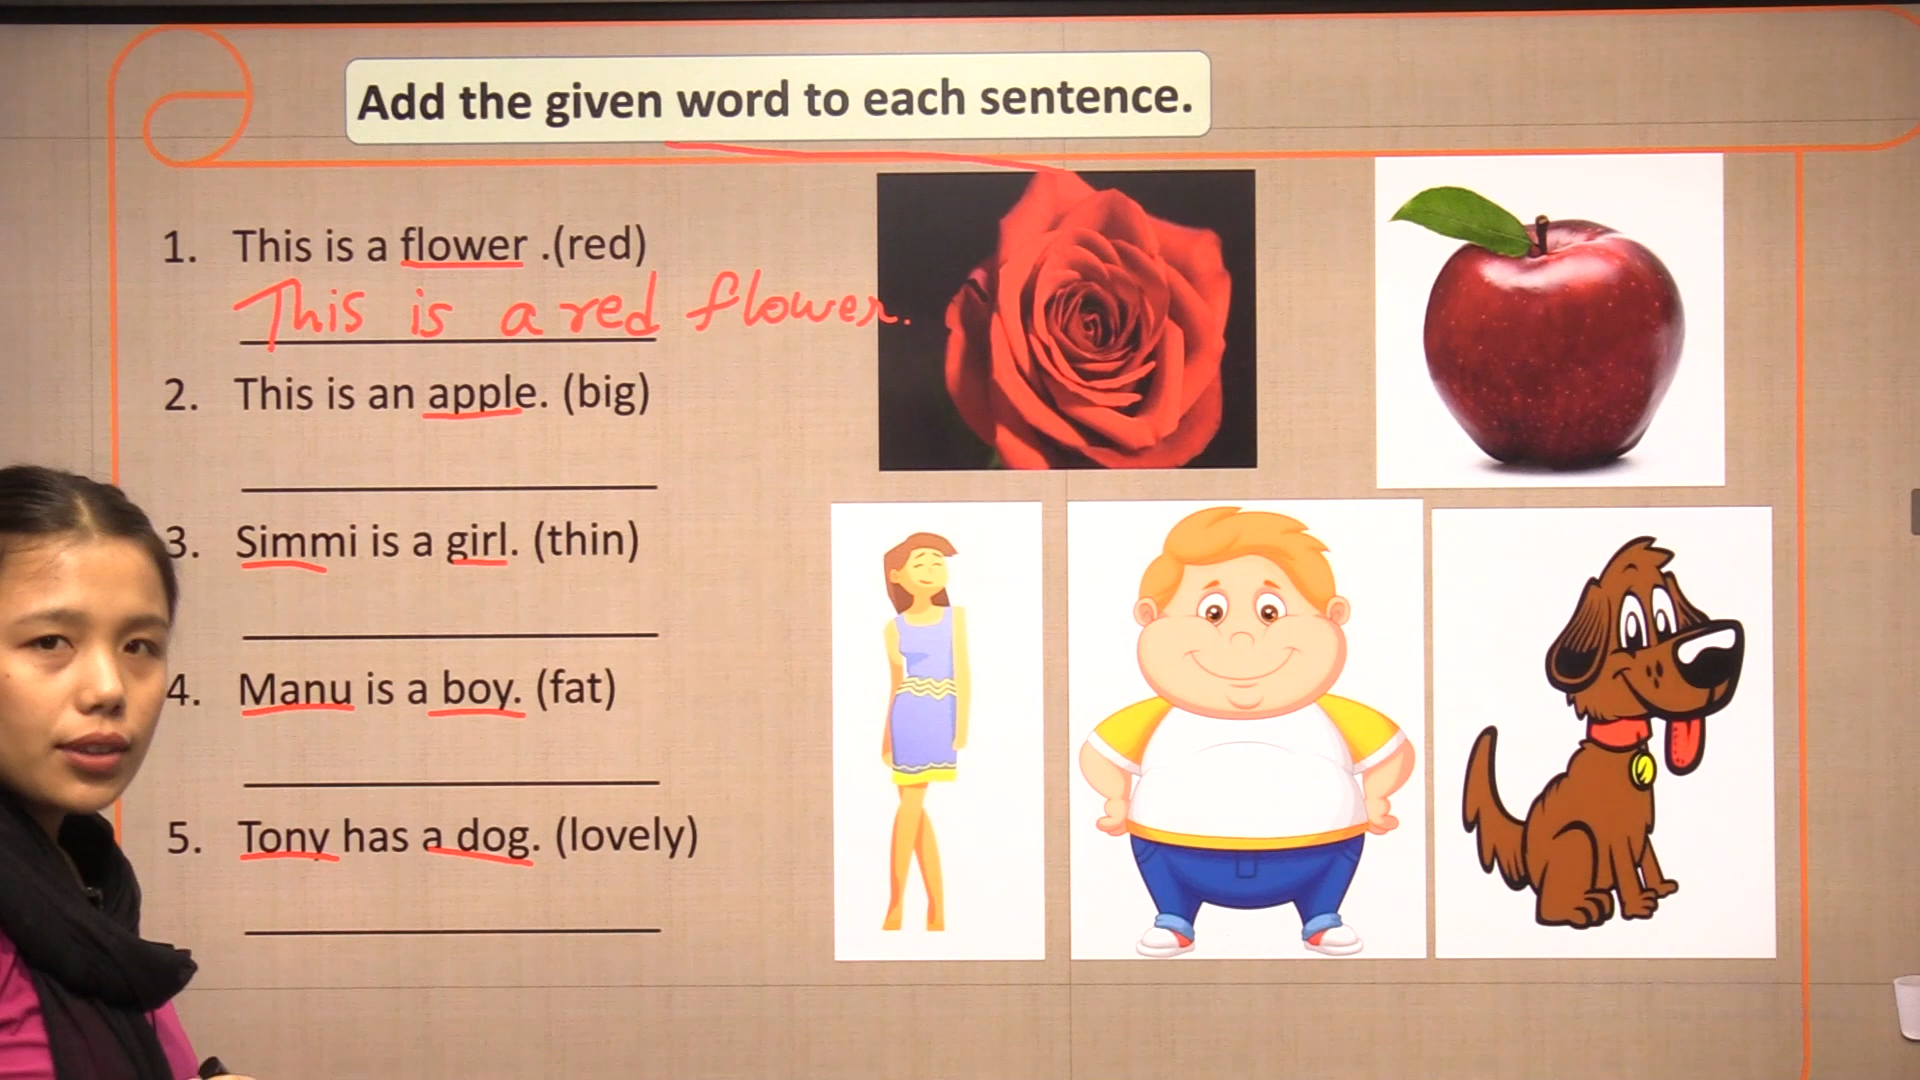 Add the given word to each sentence.
1. This is a flower .(red)
This is a red flower.
2. This is an apple. (big)
3. Simmi is a girl. (thin)
4. Manu is a boy. (fat)
5. Tony has a dog. (lovely)